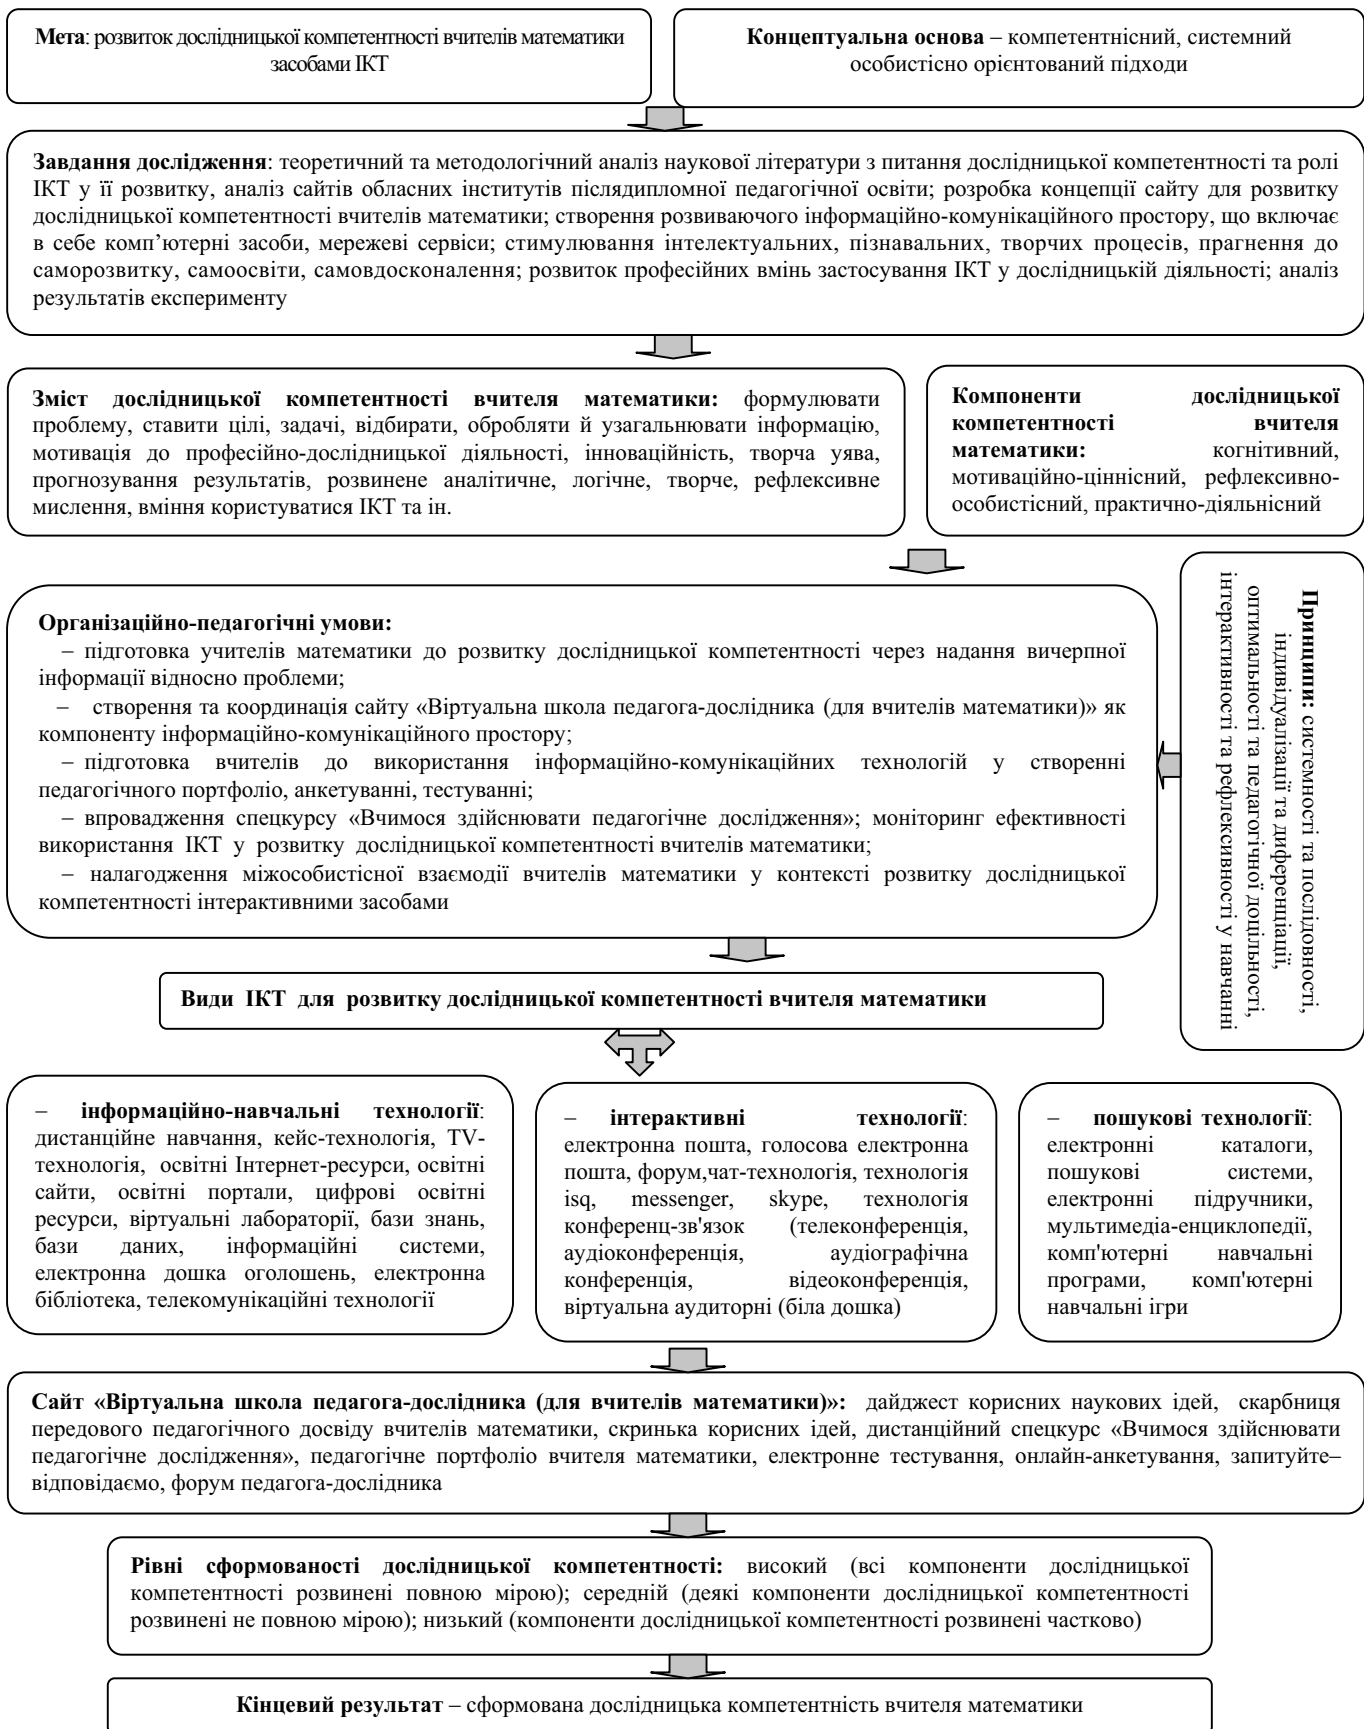 Мета: розвиток дослідницької компетентності вчителів математики
засобами ІКТ
Концептуальна основа – компетентнісний, системний
особистісно орієнтований підходи
Завдання дослідження: теоретичний та методологічний аналіз наукової літератури з питання дослідницької компетентності та ролі
ІКТ у її розвитку, аналіз сайтів обласних інститутів післядипломної педагогічної освіти; розробка концепції сайту для розвитку
дослідницької компетентності вчителів математики; створення розвиваючого інформаційно-комунікаційного простору, що включає
в себе комп’ютерні засоби, мережеві сервіси; стимулювання інтелектуальних, пізнавальних, творчих процесів, прагнення до
саморозвитку, самоосвіти, самовдосконалення; розвиток професійних вмінь застосування ІКТ у дослідницькій діяльності; аналіз
результатів експерименту
Зміст дослідницької компетентності вчителя математики: формулювати
проблему, ставити цілі, задачі, відбирати, обробляти й узагальнювати інформацію,
мотивація до професійно-дослідницької діяльності, інноваційність, творча уява,
прогнозування результатів, розвинене аналітичне, логічне, творче, рефлексивне
мислення, вміння користуватися ІКТ та ін.
Компоненти дослідницької
компетентності вчителя
математики: когнітивний,
мотиваційно-ціннісний, рефлексивно-
особистісний, практично-діяльнісний
Організаційно-педагогічні умови:
– підготовка учителів математики до розвитку дослідницької компетентності через надання вичерпної
інформації відносно проблеми;
– створення та координація сайту «Віртуальна школа педагога-дослідника (для вчителів математики)» як
компоненту інформаційно-комунікаційного простору;
– підготовка вчителів до використання інформаційно-комунікаційних технологій у створенні
педагогічного портфоліо, анкетуванні, тестуванні;
– впровадження спецкурсу «Вчимося здійснювати педагогічне дослідження»; моніторинг ефективності
використання ІКТ у розвитку дослідницької компетентності вчителів математики;
– налагодження міжособистісної взаємодії вчителів математики у контексті розвитку дослідницької
компетентності інтерактивними засобами
Принципи: системності та послідовності,
індивідуалізації та диференціації,
оптимальності та педагогічної доцільності,
інтерактивності та рефлексивності у навчанні
Види ІКТ для розвитку дослідницької компетентності вчителя математики
– інформаційно-навчальні технології:
дистанційне навчання, кейс-технологія, TV-
технологія, освітні Інтернет-ресурси, освітні
сайти, освітні портали, цифрові освітні
ресурси, віртуальні лабораторії, бази знань,
бази даних, інформаційні системи,
електронна дошка оголошень, електронна
бібліотека, телекомунікаційні технології
– інтерактивні технології:
електронна пошта, голосова електронна
пошта, форум,чат-технологія, технологія
isq, messenger, skype, технологія
конференц-зв'язок (телеконференція,
аудіоконференція, аудіографічна
конференція, відеоконференція,
віртуальна аудиторні (біла дошка)
– пошукові технології:
електронні каталоги,
пошукові системи,
електронні підручники,
мультимедіа-енциклопедії,
комп'ютерні навчальні
програми, комп'ютерні
навчальні ігри
Сайт «Віртуальна школа педагога-дослідника (для вчителів математики)»: дайджест корисних наукових ідей, скарбниця
передового педагогічного досвіду вчителів математики, скринька корисних ідей, дистанційний спецкурс «Вчимося здійснювати
педагогічне дослідження», педагогічне портфоліо вчителя математики, електронне тестування, онлайн-анкетування, запитуйте–
відповідаємо, форум педагога-дослідника
Рівні сформованості дослідницької компетентності: високий (всі компоненти дослідницької
компетентності розвинені повною мірою); середній (деякі компоненти дослідницької компетентності
розвинені не повною мірою); низький (компоненти дослідницької компетентності розвинені частково)
Кінцевий результат – сформована дослідницька компетентність вчителя математики